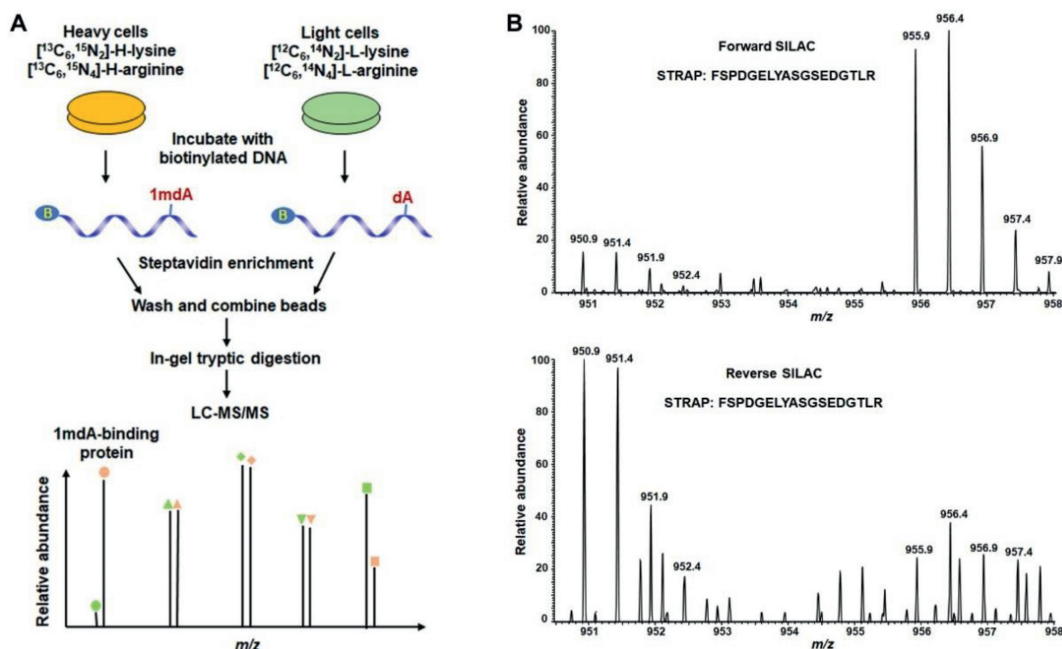 A
Heavy cells
[¹³C₆,¹⁵N₂]-H-lysine
[¹³C₆,¹⁵N₄]-H-arginine
Light cells
[¹²C₆,¹⁴N₂]-L-lysine
[¹²C₆,¹⁴N₄]-L-arginine
Incubate with
biotinylated DNA
B
1mdA
B
dA
Steptavidin enrichment
Wash and combine beads
In-gel tryptic digestion
LC-MS/MS
1mdA-binding
protein
Relative abundance
m/z
B
Forward SILAC
STRAP: FSPDGELYASGSEDGTLR
Relative abundance
100
80
60
40
20
0
950.9
951.4
951.9
952.4
955.9
956.4
956.9
957.4
957.9
951
952
953
954
955
956
957
958
m/z
Reverse SILAC
STRAP: FSPDGELYASGSEDGTLR
Relative abundance
100
80
60
40
20
0
950.9
951.4
951.9
952.4
955.9
956.4
956.9
957.4
951
952
953
954
955
956
957
958
m/z